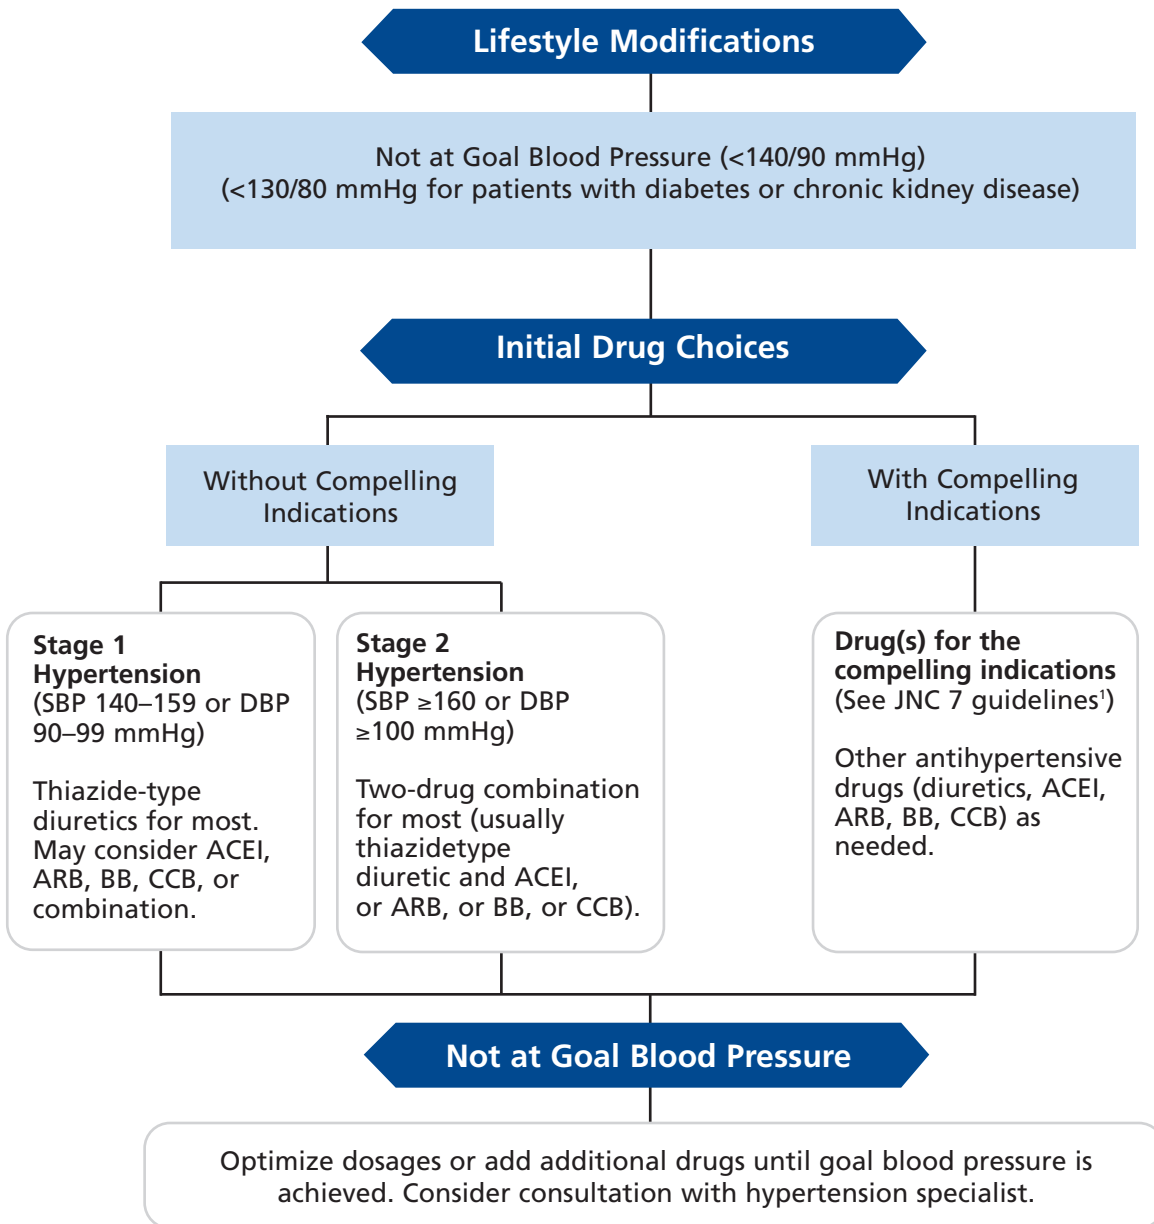 Lifestyle Modifications
Not at Goal Blood Pressure (<140/90 mmHg)
(<130/80 mmHg for patients with diabetes or chronic kidney disease)
Initial Drug Choices
Without Compelling
Indications
With Compelling
Indications
Stage 1
Hypertension
(SBP 140–159 or DBP
90–99 mmHg)
Thiazide-type
diuretics for most.
May consider ACEI,
ARB, BB, CCB, or
combination.
Stage 2
Hypertension
(SBP ≥160 or DBP
≥100 mmHg)
Two-drug combination
for most (usually
thiazidetype
diuretic and ACEI,
or ARB, or BB, or CCB).
Drug(s) for the
compelling indications
(See JNC 7 guidelines¹)
Other antihypertensive
drugs (diuretics, ACEI,
ARB, BB, CCB) as
needed.
Not at Goal Blood Pressure
Optimize dosages or add additional drugs until goal blood pressure is
achieved. Consider consultation with hypertension specialist.